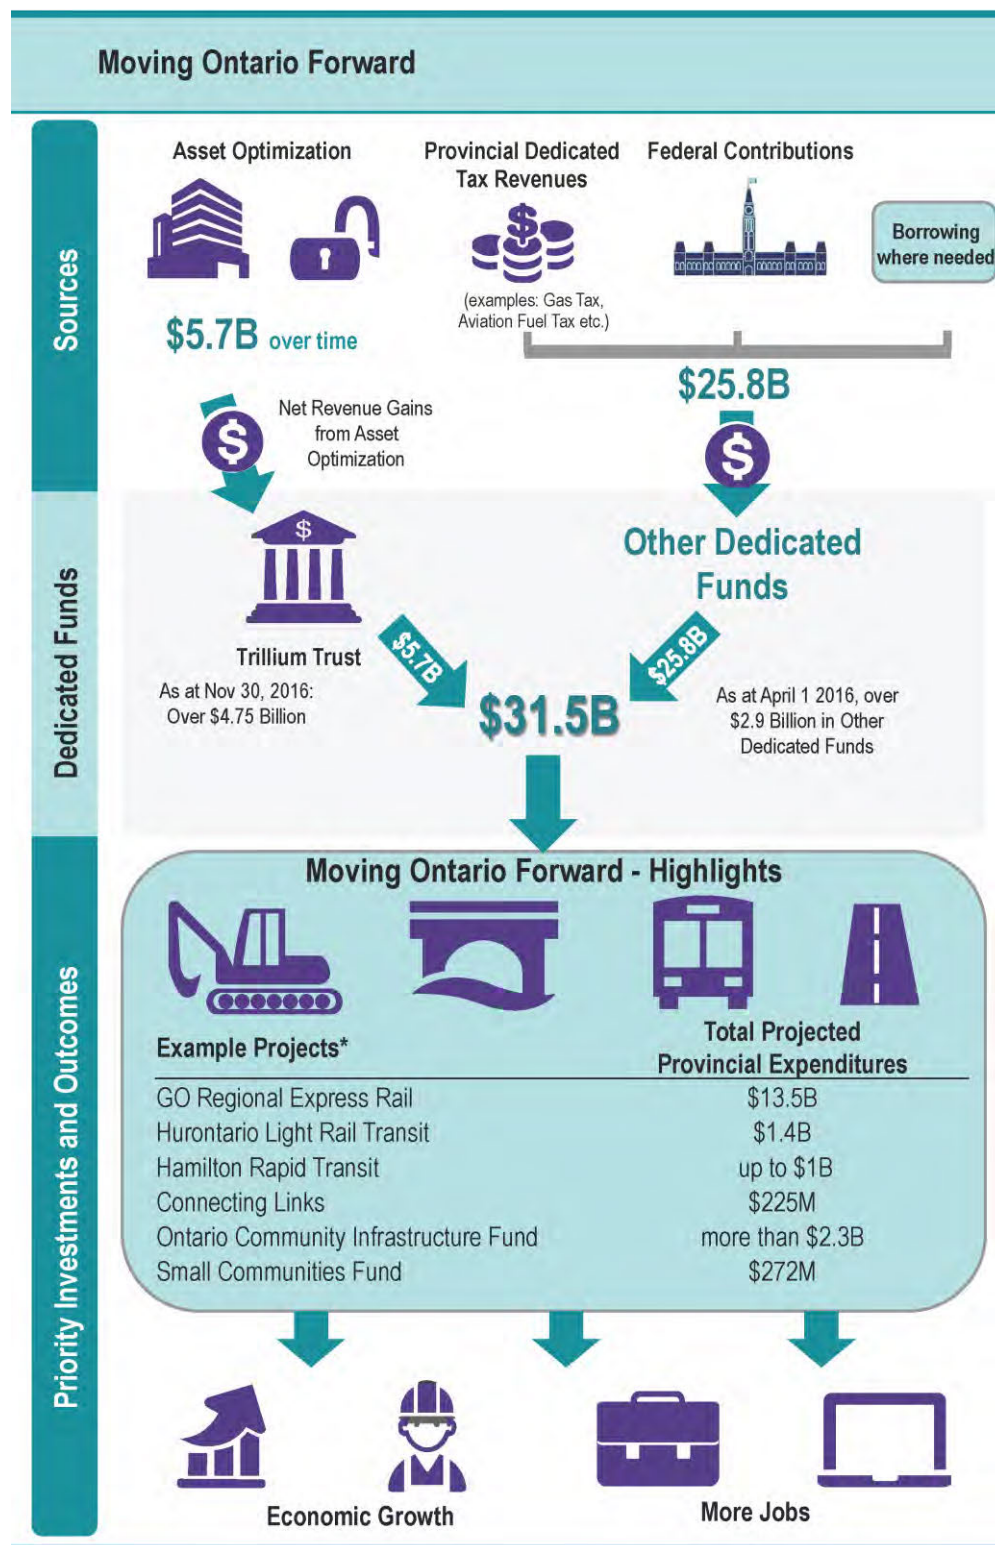 Moving Ontario Forward
Sources
Asset Optimization
$5.7B over time
Net Revenue Gains
from Asset
Optimization
Provincial Dedicated
Tax Revenues
(examples: Gas Tax,
Aviation Fuel Tax etc.)
Federal Contributions
Borrowing
where needed
$25.8B
$
$
Dedicated Funds
$
Trillium Trust
As at Nov 30, 2016:
Over $4.75 Billion
Other Dedicated
Funds
$5.7B
$25.8B
$31.5B
As at April 1 2016, over
$2.9 Billion in Other
Dedicated Funds
Priority Investments and Outcomes
Moving Ontario Forward - Highlights
Example Projects*
Total Projected
Provincial Expenditures
GO Regional Express Rail $13.5B
Hurontario Light Rail Transit $1.4B
Hamilton Rapid Transit up to $1B
Connecting Links $225M
Ontario Community Infrastructure Fund more than $2.3B
Small Communities Fund $272M
Economic Growth
More Jobs